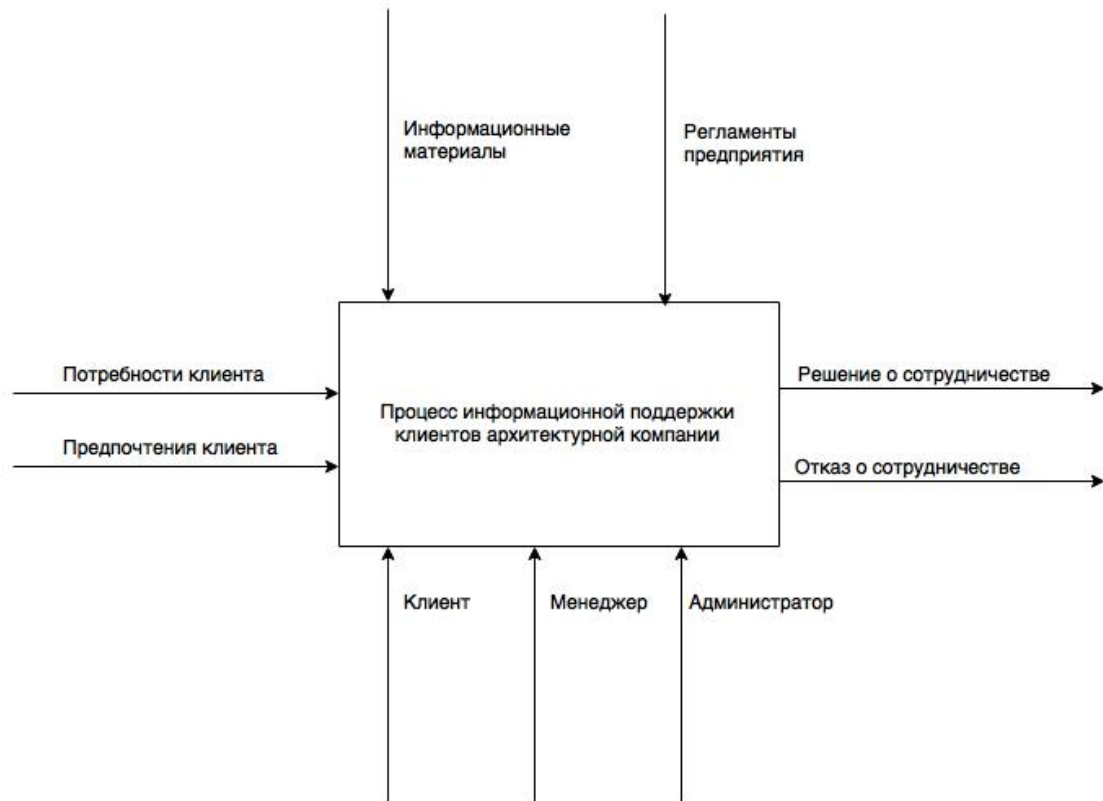 Информационные
материалы
Регламенты
предприятия
Потребности клиента
Предпочтения клиента
Процесс информационной поддержки
клиентов архитектурной компании
Решение о сотрудничестве
Отказ о сотрудничестве
Клиент
Менеджер
Администратор